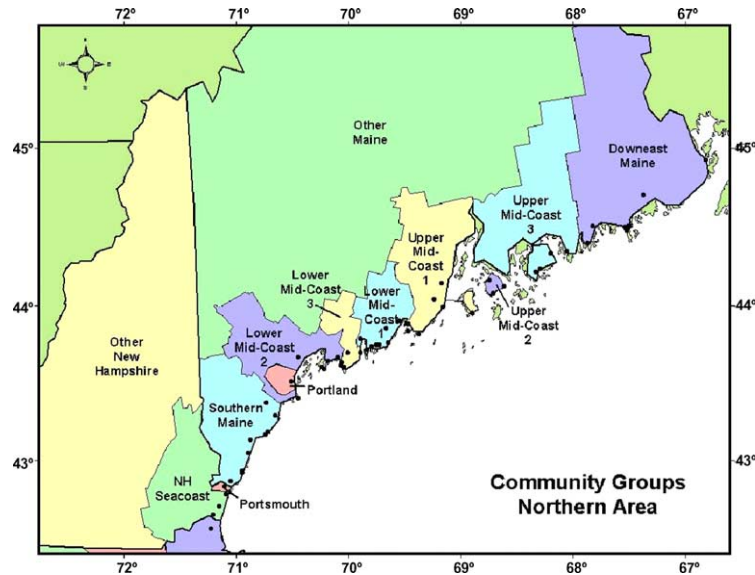 72° 71° 70° 69° 68° 67°
N
W E
S
45° 45°
Other
Maine
Downeast
Maine
Upper
Mid-Coast
3
Upper
Mid-
Coast
1
Lower
Mid-Coast
3
Lower
Mid-
Coast
1
44° 44°
Upper
Mid-Coast
2
Lower
Mid-Coast
2
Other
New
Hampshire
Portland
Southern
Maine
43° 43°
NH
Seacoast
Portsmouth
Community Groups
Northern Area
72° 71° 70° 69° 68° 67°